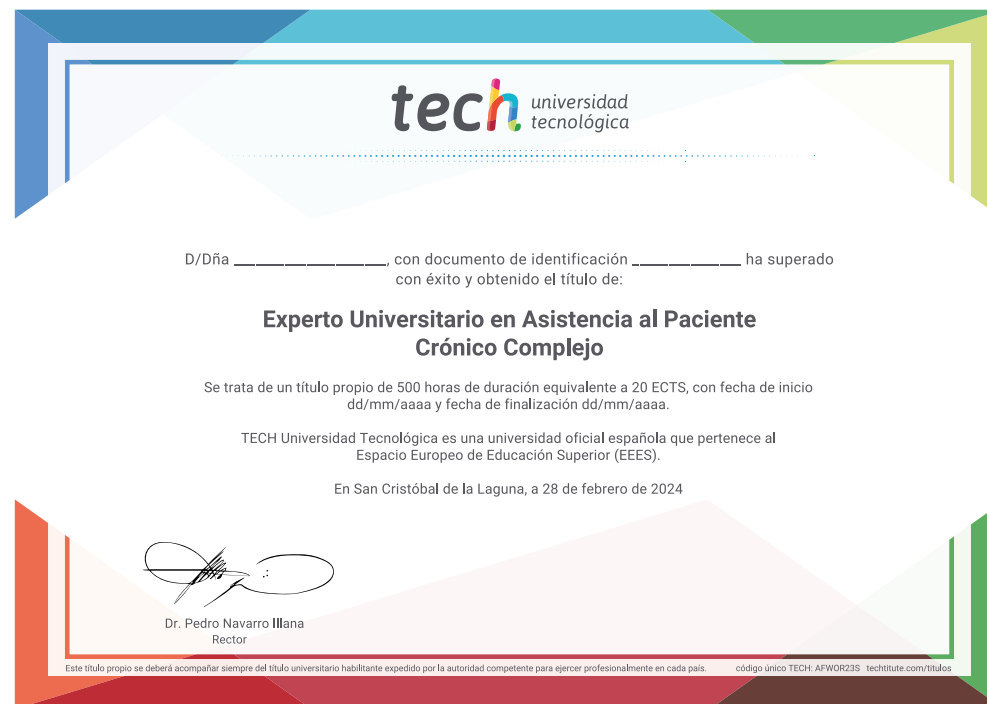 tech universidad
tecnológica
D/Dña ______________, con documento de identificación __________ ha superado
con éxito y obtenido el título de:
Experto Universitario en Asistencia al Paciente
Crónico Complejo
Se trata de un título propio de 500 horas de duración equivalente a 20 ECTS, con fecha de inicio
dd/mm/aaaa y fecha de finalización dd/mm/aaaa.
TECH Universidad Tecnológica es una universidad oficial española que pertenece al
Espacio Europeo de Educación Superior (EEES).
En San Cristóbal de la Laguna, a 28 de febrero de 2024
Dr. Pedro Navarro Illana
Rector
Este título propio se deberá acompañar siempre del título universitario habilitante expedido por la autoridad competente para ejercer profesionalmente en cada país. código único TECH: AFWOR23S techtitute.com/titulos